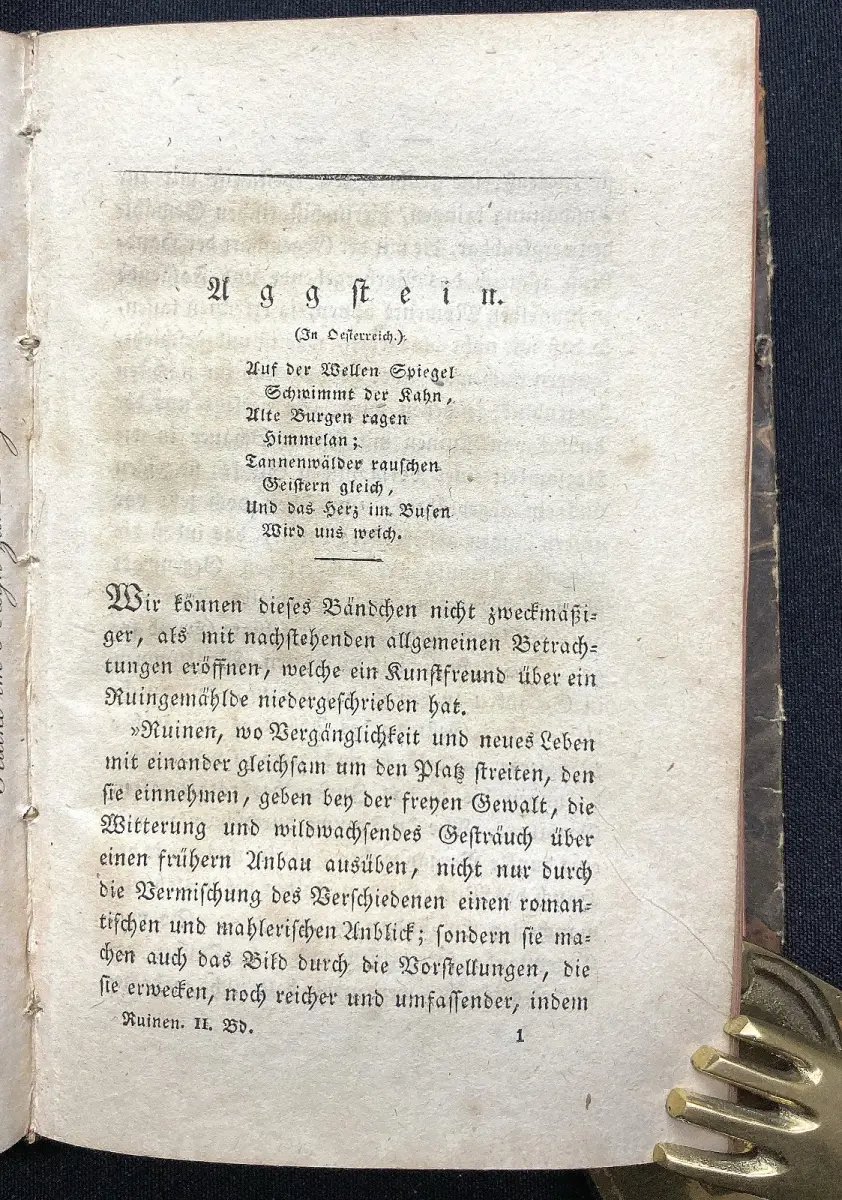 Aggstein.
(In Oesterreich.)
Auf der Wellen Spiegel
Schwimmt der Kahn,
Alte Burgen ragen
Himmelan;
Tannenwälder rauschen
Geistern gleich,
Und das Herz im Busen
Wird uns weich.
Wir können dieses Bändchen nicht zweckmäßi-
ger, als mit nachstehenden allgemeinen Betrach-
tungen eröffnen, welche ein Kunstfreund über ein
Ruingemählde niedergeschrieben hat.
»Ruinen, wo Vergänglichkeit und neues Leben
mit einander gleichsam um den Platz streiten, den
sie einnehmen, geben bey der freyen Gewalt, die
Witterung und wildwachsendes Gesträuch über
einen frühern Anbau ausüben, nicht nur durch
die Vermischung des Verschiedenen einen roman-
tischen und mahlerischen Anblick; sondern sie ma-
chen auch das Bild durch die Vorstellungen, die
sie erwecken, noch reicher und umfassender, indem
Ruinen. II. Bd. 1